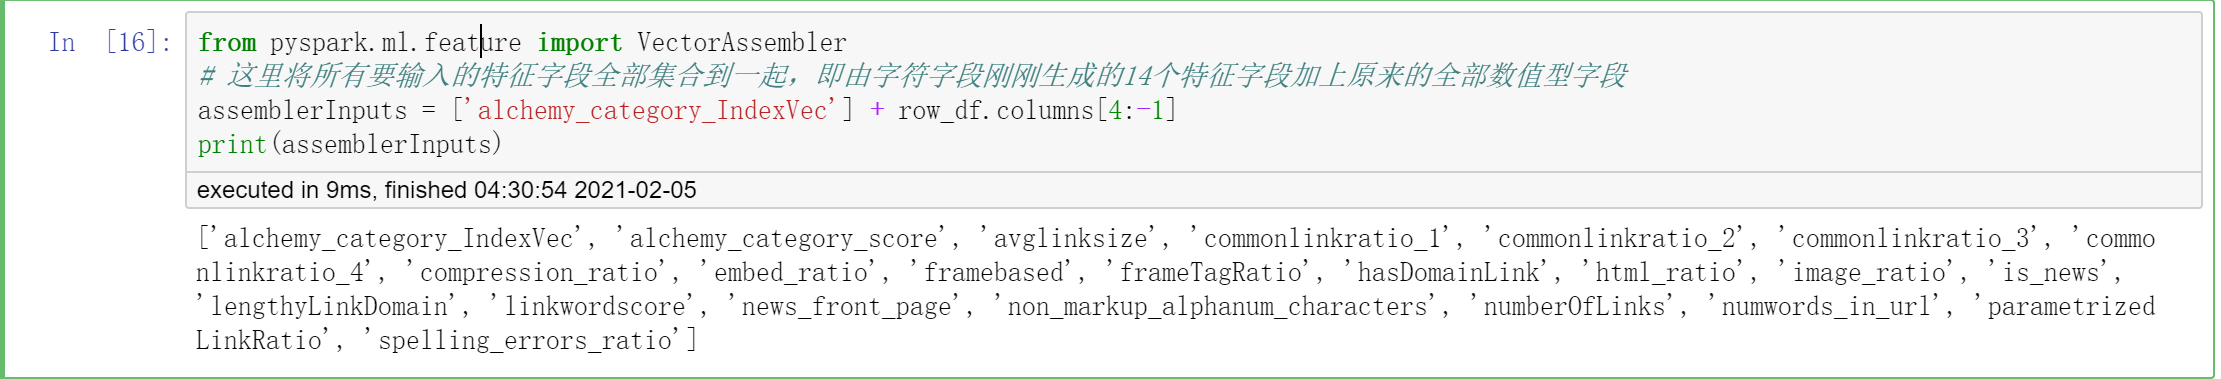 In [16]:
from pyspark.ml.feature import VectorAssembler
# 这里将所有要输入的特征字段全部集合到一起，即由字符字段刚刚生成的14个特征字段加上原来的全部数值型字段
assemblerInputs = ['alchemy_category_IndexVec'] + row_df.columns[4:-1]
print(assemblerInputs)
executed in 9ms, finished 04:30:54 2021-02-05
['alchemy_category_IndexVec', 'alchemy_category_score', 'avglinksize', 'commonlinkratio_1', 'commonlinkratio_2', 'commonlinkratio_3', 'commo
nlinkratio_4', 'compression_ratio', 'embed_ratio', 'framebased', 'frameTagRatio', 'hasDomainLink', 'html_ratio', 'image_ratio', 'is_news',
'lengthyLinkDomain', 'linkwordscore', 'news_front_page', 'non_markup_alphanum_characters', 'numberOfLinks', 'numwords_in_url', 'parametrized
LinkRatio', 'spelling_errors_ratio']